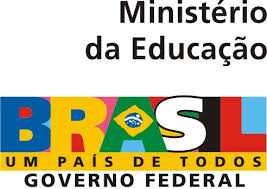 Ministério
da Educação
BRASIL
UM PAÍS DE TODOS
GOVERNO FEDERAL